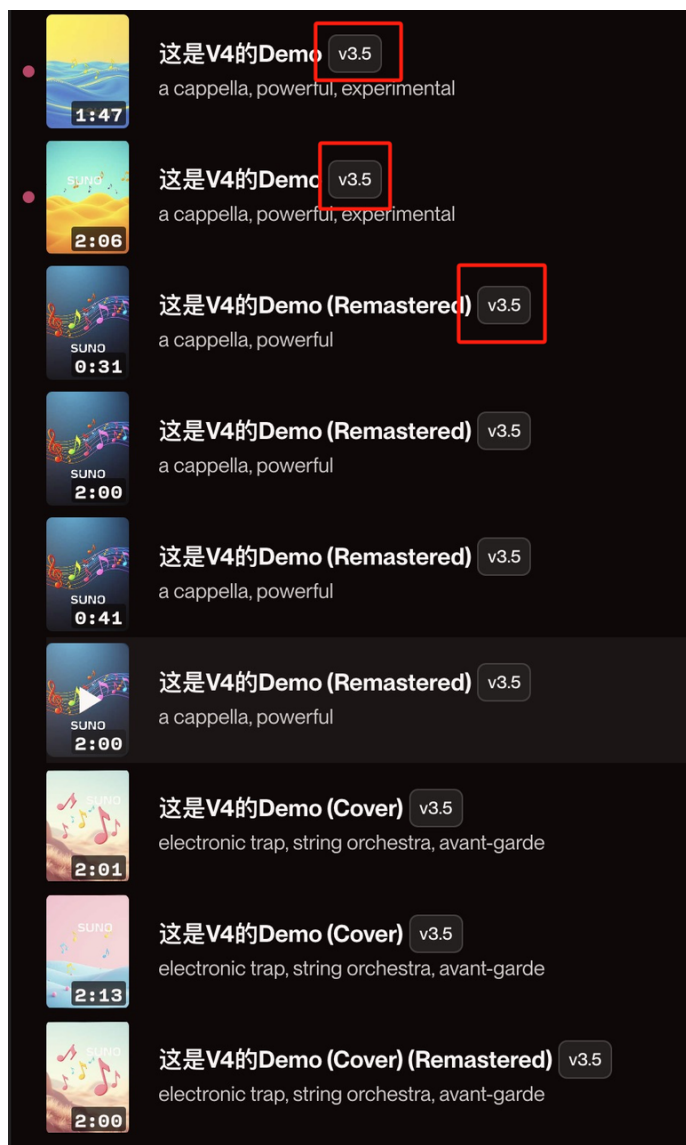 这是V4的Demo v3.5
a cappella, powerful, experimental
1:47
SUNO
这是V4的Demo v3.5
a cappella, powerful, experimental
2:06
这是V4的Demo (Remastered) v3.5
a cappella, powerful
SUNO
0:31
这是V4的Demo (Remastered) v3.5
a cappella, powerful
SUNO
2:00
这是V4的Demo (Remastered) v3.5
a cappella, powerful
SUNO
0:41
这是V4的Demo (Remastered) v3.5
a cappella, powerful
SUNO
2:00
SUNO
这是V4的Demo (Cover) v3.5
electronic trap, string orchestra, avant-garde
2:01
SUNO
这是V4的Demo (Cover) v3.5
electronic trap, string orchestra, avant-garde
2:13
SUNO
这是V4的Demo (Cover) (Remastered) v3.5
electronic trap, string orchestra, avant-garde
2:00